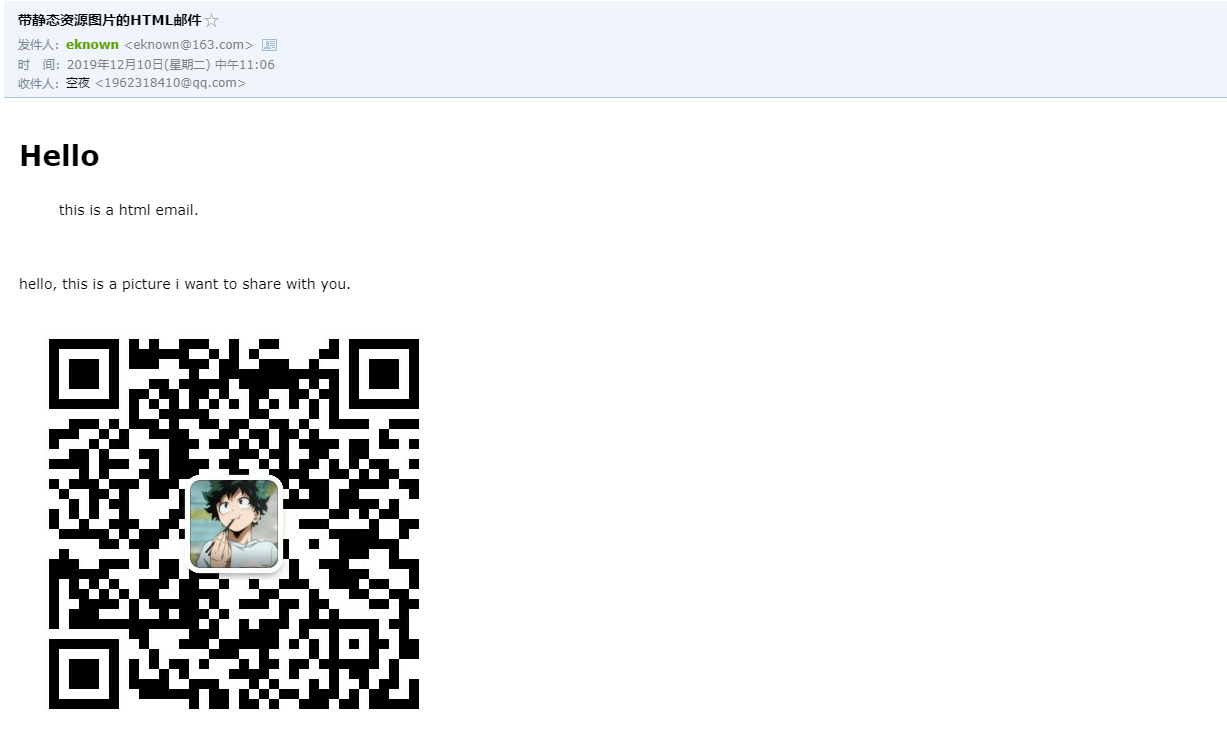 带静态资源图片的HTML邮件☆
发件人: eknown <eknown@163.com>
时 间: 2019年12月10日(星期二) 中午11:06
收件人: 空夜 <1962318410@qq.com>
Hello
this is a html email.
hello, this is a picture i want to share with you.